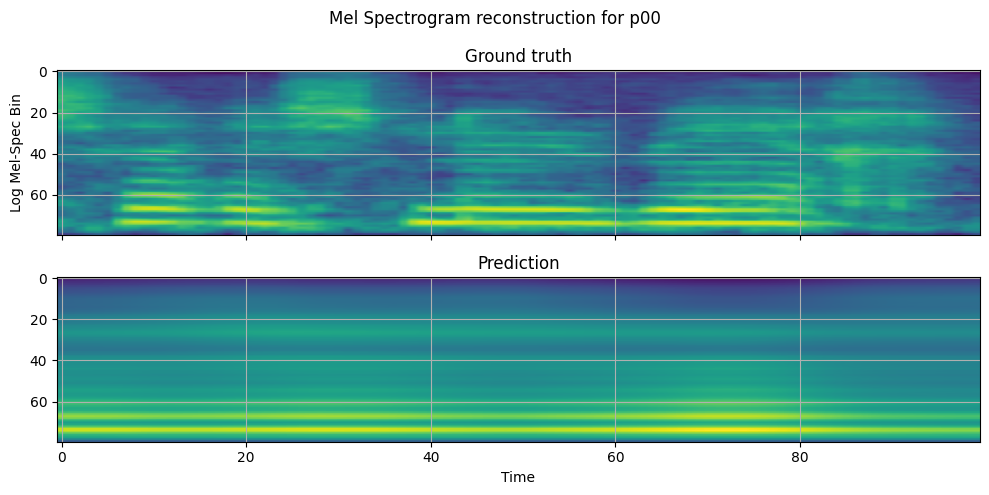 Mel Spectrogram reconstruction for p00
Ground truth
0
20
40
60
Log Mel-Spec Bin
Prediction
0
20
40
60
0 20 40 60 80
Time